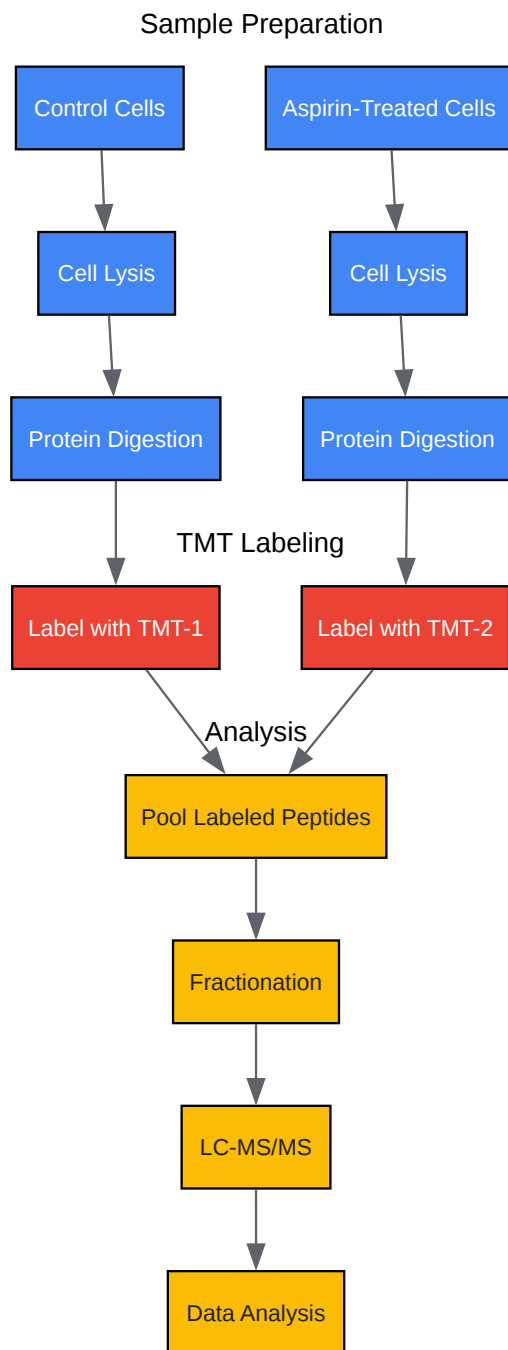 Sample Preparation
Control Cells
Aspirin-Treated Cells
Cell Lysis
Cell Lysis
Protein Digestion
Protein Digestion
TMT Labeling
Label with TMT-1
Label with TMT-2
Analysis
Pool Labeled Peptides
Fractionation
LC-MS/MS
Data Analysis